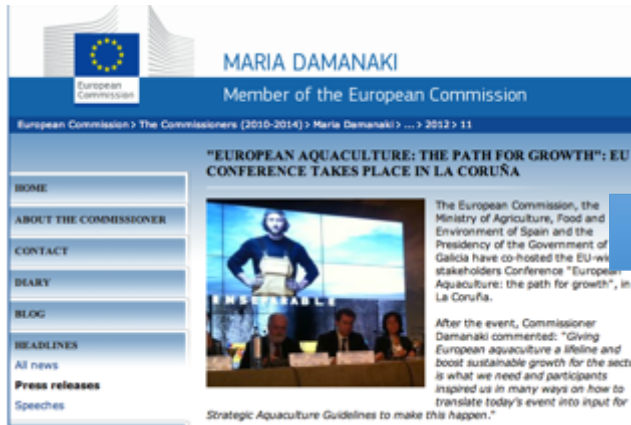 MARIA DAMANAKI
European
Commission
Member of the European Commission
European Commission > The Commissioners (2010-2014) > Maria Damanaki > ... > 2012 > 11
"EUROPEAN AQUACULTURE: THE PATH FOR GROWTH": EU
CONFERENCE TAKES PLACE IN LA CORUÑA
HOME
ABOUT THE COMMISSIONER
CONTACT
DIARY
BLOG
HEADLINES
All news
Press releases
Speeches
INSEPARABLE
The European Commission, the
Ministry of Agriculture, Food and
Environment of Spain and the
Presidency of the Government of
Galicia have co-hosted the EU-wi
stakeholders Conference "European
Aquaculture: the path for growth", in
La Coruña.
After the event, Commissioner
Damanaki commented: "Giving
European aquaculture a lifeline and
boost sustainable growth for the secto
is what we need and participants
inspired us in many ways on how to
translate today's event into input for
Strategic Aquaculture Guidelines to make this happen."